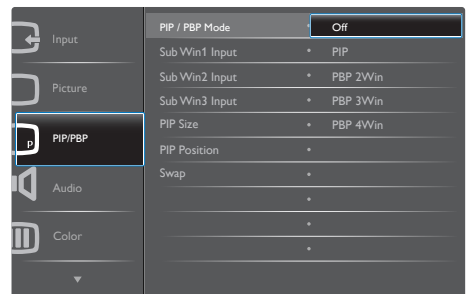 Input
Picture
P
PIP/PBP
Audio
Color
PIP / PBP Mode • Off
Sub Win1 Input • PIP
Sub Win2 Input • PBP 2Win
Sub Win3 Input • PBP 3Win
PIP Size • PBP 4Win
PIP Position •
Swap •
•
•
•